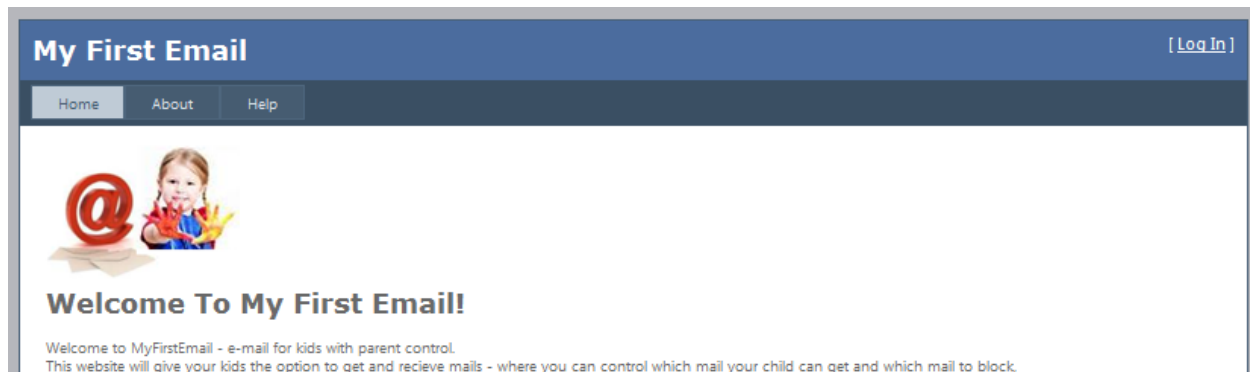 My First Email
[ Log In ]
Home About Help
@
Welcome To My First Email!
Welcome to MyFirstEmail - e-mail for kids with parent control.
This website will give your kids the option to get and recieve mails - where you can control which mail your child can get and which mail to block.